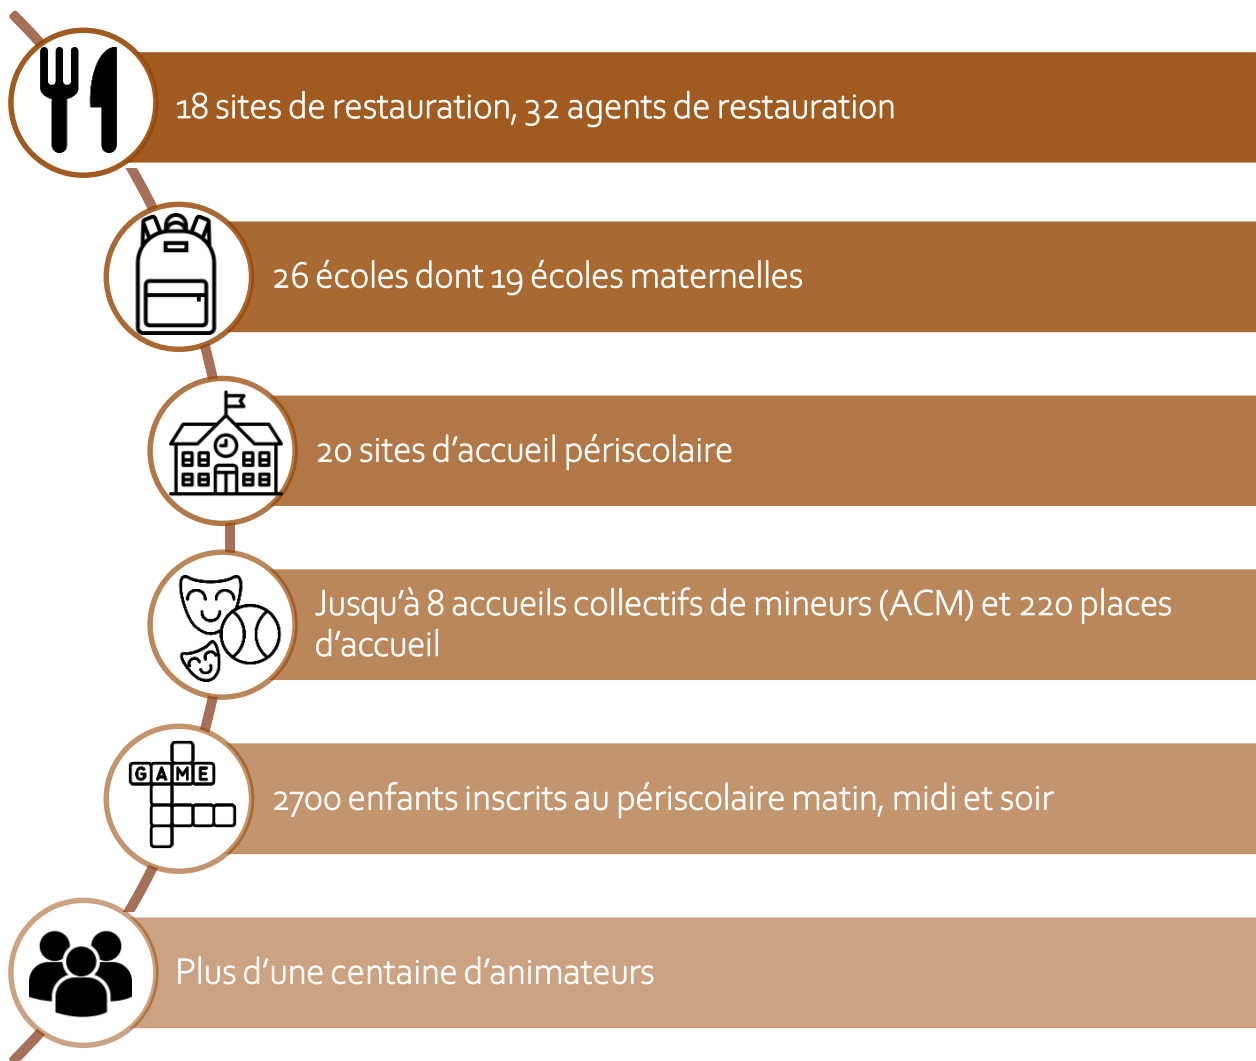 18 sites de restauration, 32 agents de restauration
26 écoles dont 19 écoles maternelles
20 sites d’accueil périscolaire
Jusqu’à 8 accueils collectifs de mineurs (ACM) et 220 places
d’accueil
GAME
2700 enfants inscrits au périscolaire matin, midi et soir
Plus d’une centaine d’animateurs